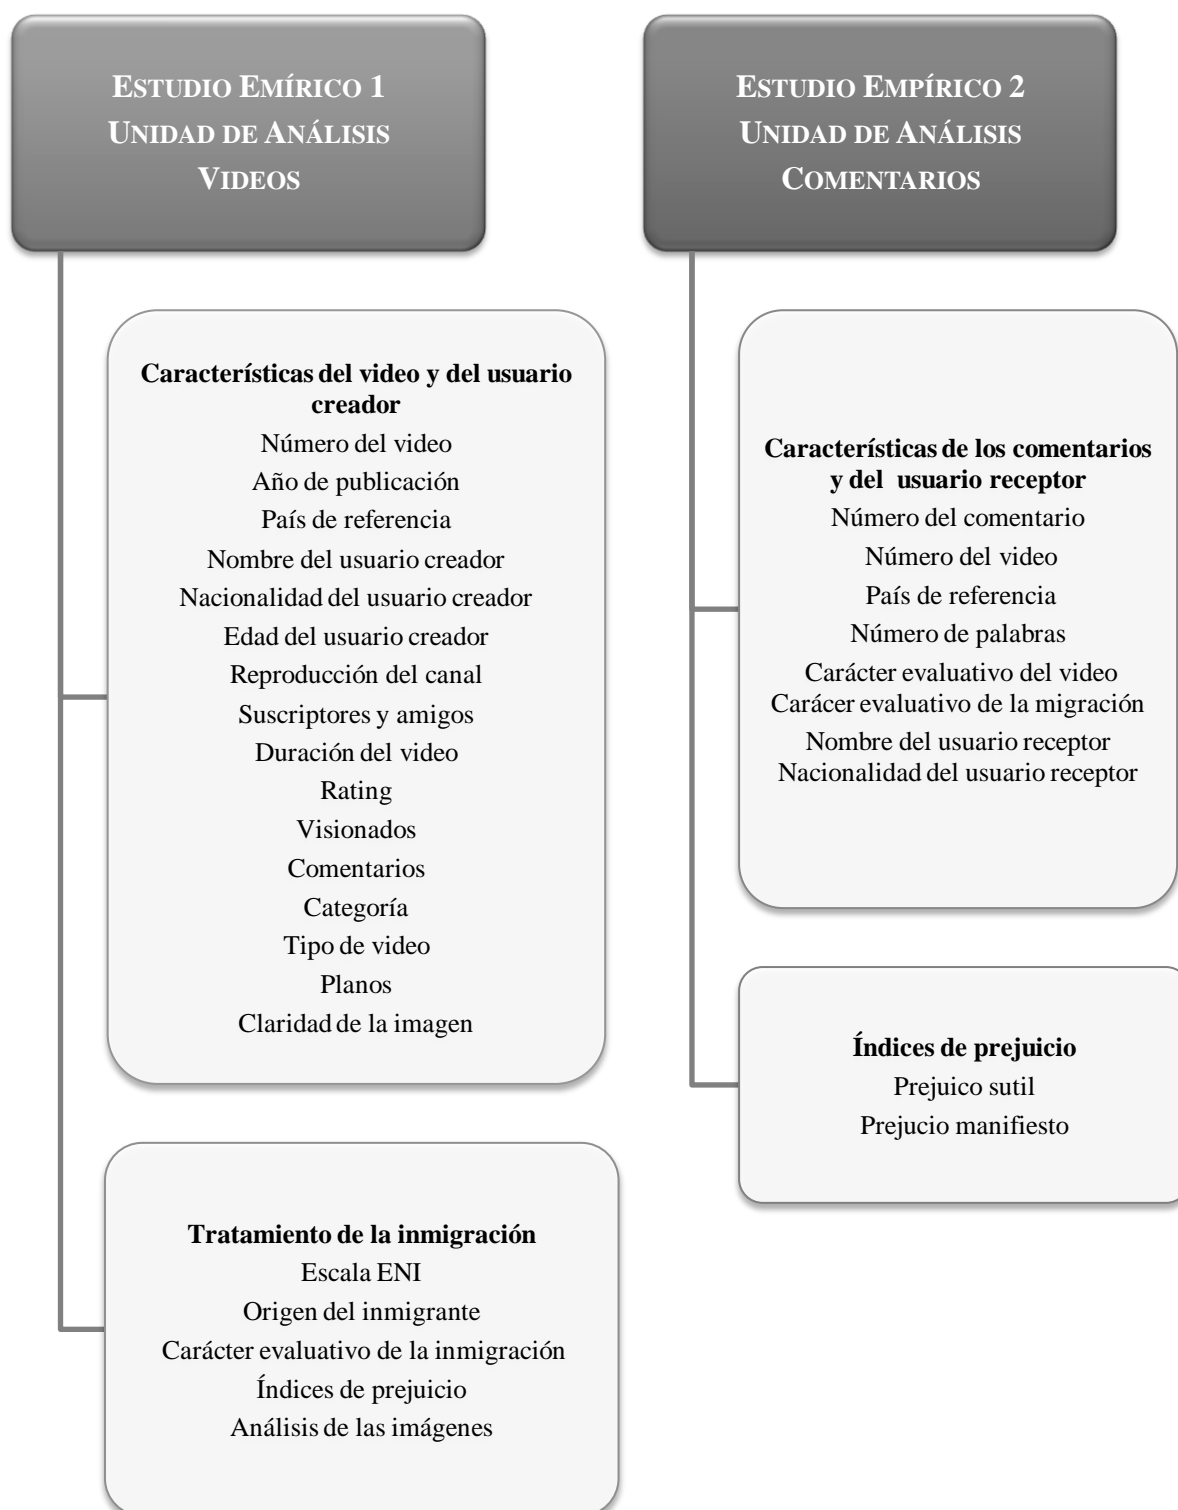 ESTUDIO EMÍRICO 1
UNIDAD DE ANÁLISIS
VIDEOS
Características del video y del usuario
creador
Número del video
Año de publicación
País de referencia
Nombre del usuario creador
Nacionalidad del usuario creador
Edad del usuario creador
Reproducción del canal
Suscriptores y amigos
Duración del video
Rating
Visionados
Comentarios
Categoría
Tipo de video
Planos
Claridad de la imagen
Tratamiento de la inmigración
Escala ENI
Origen del inmigrante
Carácter evaluativo de la inmigración
Índices de prejuicio
Análisis de las imágenes
ESTUDIO EMPÍRICO 2
UNIDAD DE ANÁLISIS
COMENTARIOS
Características de los comentarios
y del usuario receptor
Número del comentario
Número del video
País de referencia
Número de palabras
Carácter evaluativo del video
Carácer evaluativo de la migración
Nombre del usuario receptor
Nacionalidad del usuario receptor
Índices de prejuicio
Prejuico sutil
Prejucio manifiesto